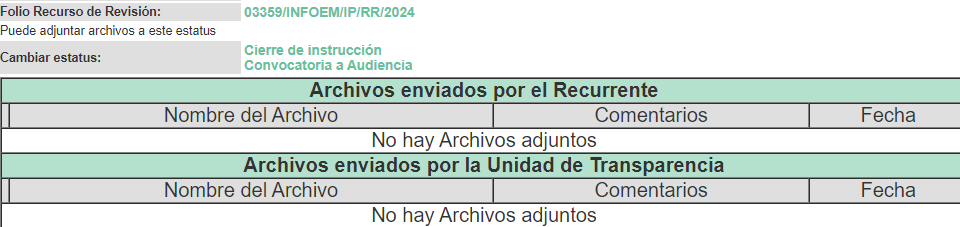 Folio Recurso de Revisión: 03359/INFOEM/IP/RR/2024
Puede adjuntar archivos a este estatus
Cambiar estatus: Cierre de instrucción
Convocatoria a Audiencia
Archivos enviados por el Recurrente
Nombre del Archivo Comentarios Fecha
No hay Archivos adjuntos
Archivos enviados por la Unidad de Transparencia
Nombre del Archivo Comentarios Fecha
No hay Archivos adjuntos